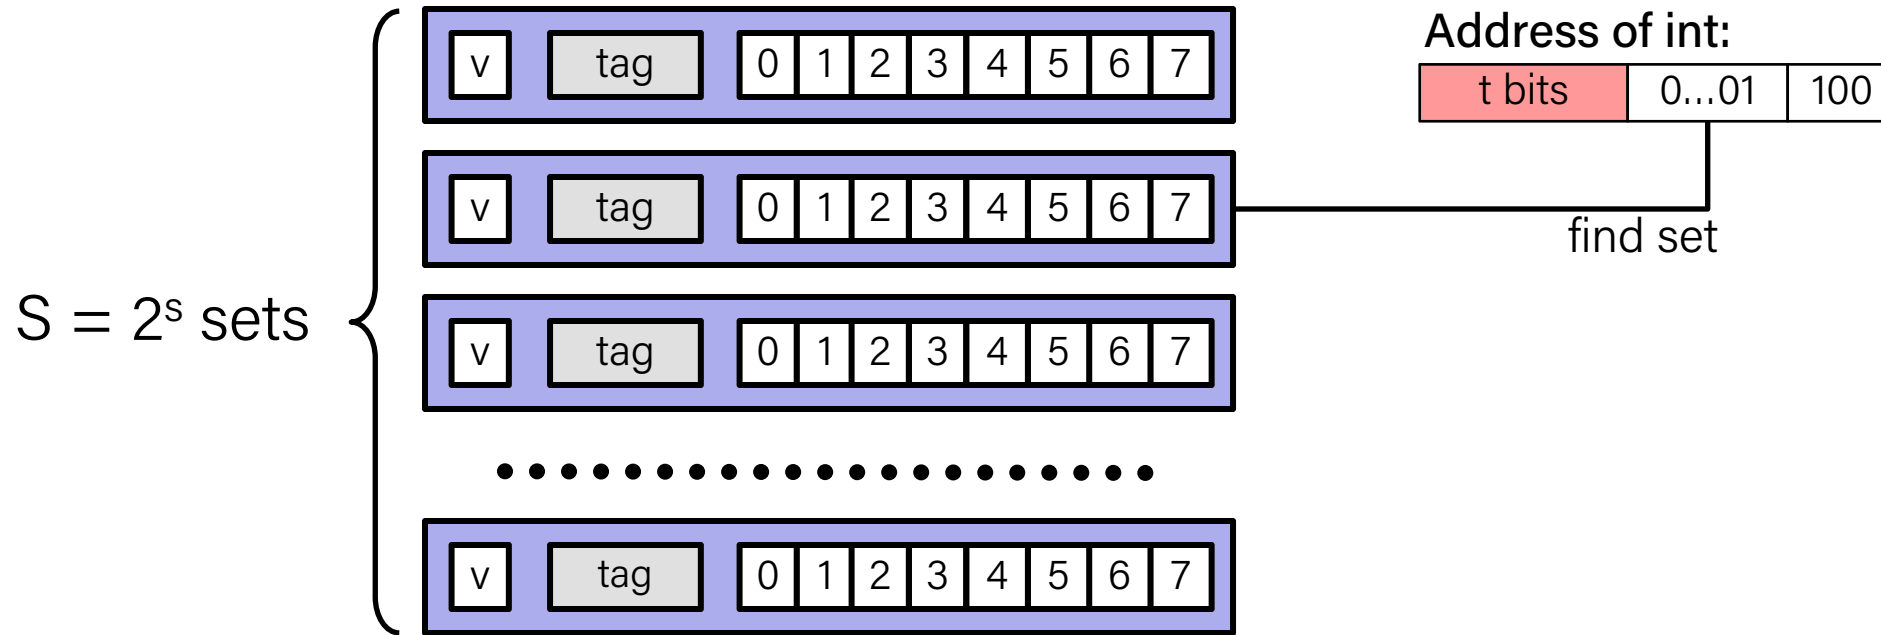 v tag 0 1 2 3 4 5 6 7
Address of int:
t bits 0...01 100
v tag 0 1 2 3 4 5 6 7
find set
S = 2ˢ sets
v tag 0 1 2 3 4 5 6 7
v tag 0 1 2 3 4 5 6 7